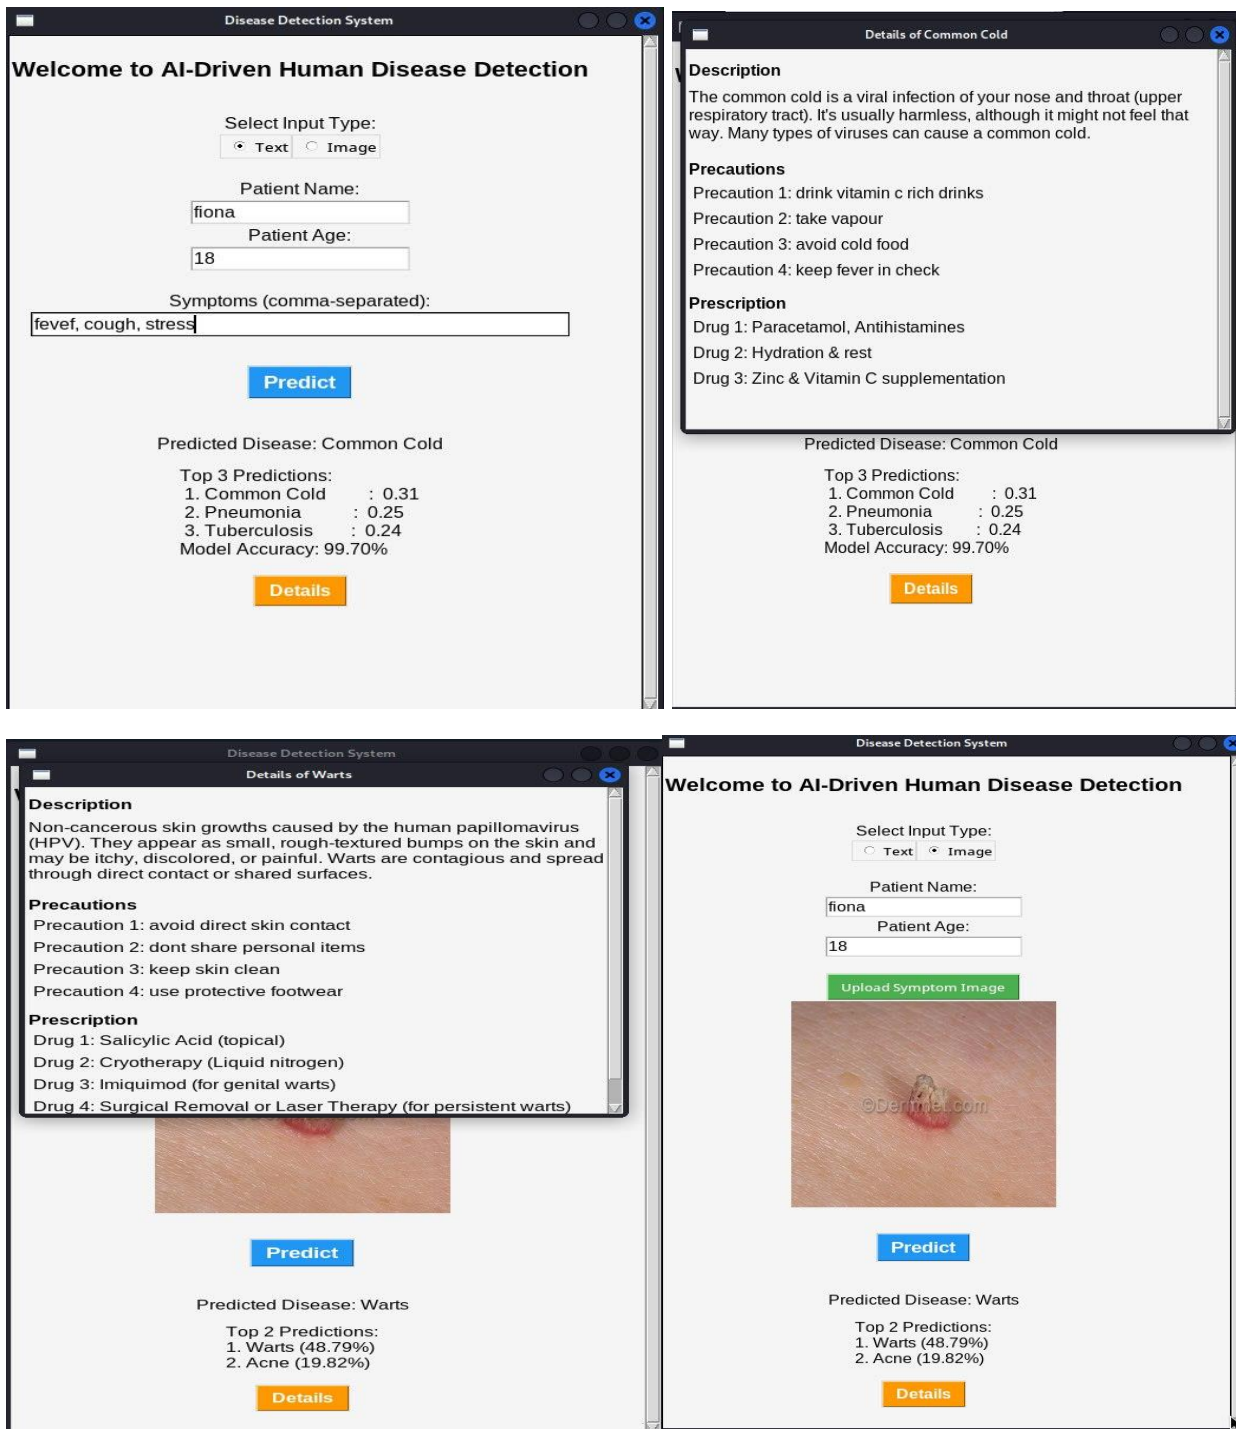 Disease Detection System
Welcome to AI-Driven Human Disease Detection
Select Input Type:
Text Image
Patient Name:
fiona
Patient Age:
18
Symptoms (comma-separated):
fevef, cough, stress
Predict
Predicted Disease: Common Cold
Top 3 Predictions:
1. Common Cold : 0.31
2. Pneumonia : 0.25
3. Tuberculosis : 0.24
Model Accuracy: 99.70%
Details
Details of Common Cold
Description
The common cold is a viral infection of your nose and throat (upper
respiratory tract). It's usually harmless, although it might not feel that
way. Many types of viruses can cause a common cold.
Precautions
Precaution 1: drink vitamin c rich drinks
Precaution 2: take vapour
Precaution 3: avoid cold food
Precaution 4: keep fever in check
Prescription
Drug 1: Paracetamol, Antihistamines
Drug 2: Hydration & rest
Drug 3: Zinc & Vitamin C supplementation
Predicted Disease: Common Cold
Top 3 Predictions:
1. Common Cold : 0.31
2. Pneumonia : 0.25
3. Tuberculosis : 0.24
Model Accuracy: 99.70%
Details
Disease Detection System
Details of Warts
Description
Non-cancerous skin growths caused by the human papillomavirus
(HPV). They appear as small, rough-textured bumps on the skin and
may be itchy, discolored, or painful. Warts are contagious and spread
through direct contact or shared surfaces.
Precautions
Precaution 1: avoid direct skin contact
Precaution 2: dont share personal items
Precaution 3: keep skin clean
Precaution 4: use protective footwear
Prescription
Drug 1: Salicylic Acid (topical)
Drug 2: Cryotherapy (Liquid nitrogen)
Drug 3: Imiquimod (for genital warts)
Drug 4: Surgical Removal or Laser Therapy (for persistent warts)
Predict
Predicted Disease: Warts
Top 2 Predictions:
1. Warts (48.79%)
2. Acne (19.82%)
Details
Disease Detection System
Welcome to AI-Driven Human Disease Detection
Select Input Type:
Text Image
Patient Name:
fiona
Patient Age:
18
Upload Symptom Image
©Dermnet.com
Predict
Predicted Disease: Warts
Top 2 Predictions:
1. Warts (48.79%)
2. Acne (19.82%)
Details